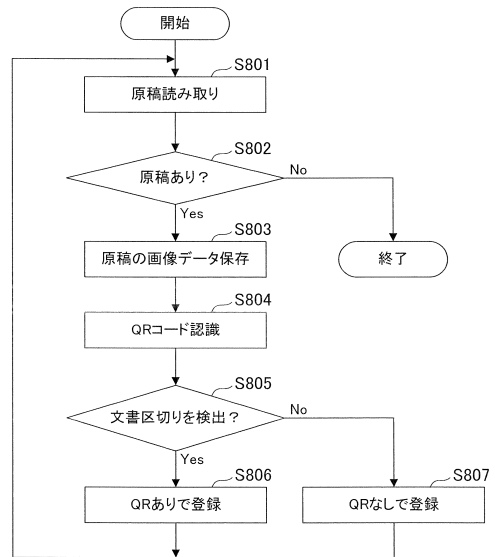 開始
S801
原稿読み取り
S802
原稿あり？
No
Yes
S803
原稿の画像データ保存
終了
S804
QRコード認識
S805
文書区切りを検出？
No
Yes
S806
QRありで登録
S807
QRなしで登録